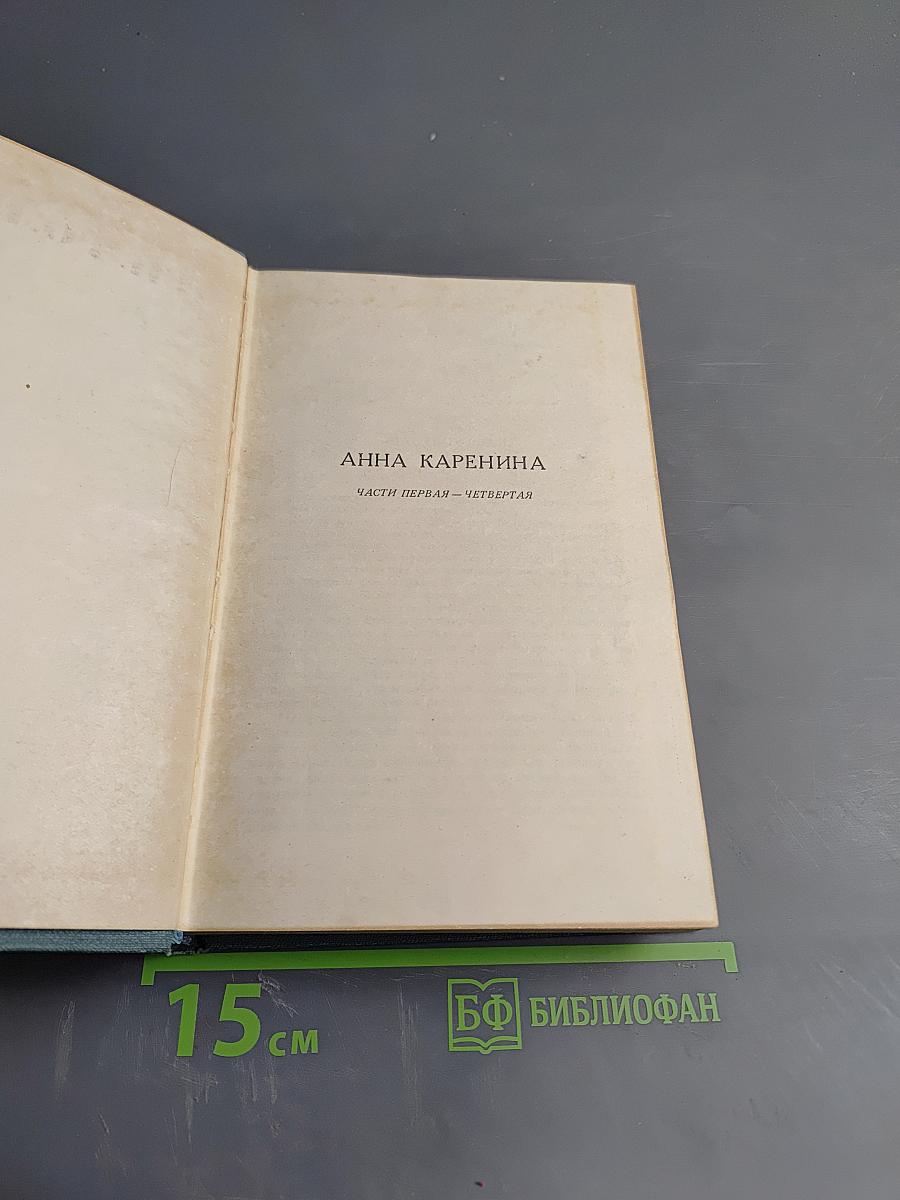 АННА КАРЕНИНА
ЧАСТИ ПЕРВАЯ — ЧЕТВЕРТАЯ
15 см
БФ БИБЛИОФАН